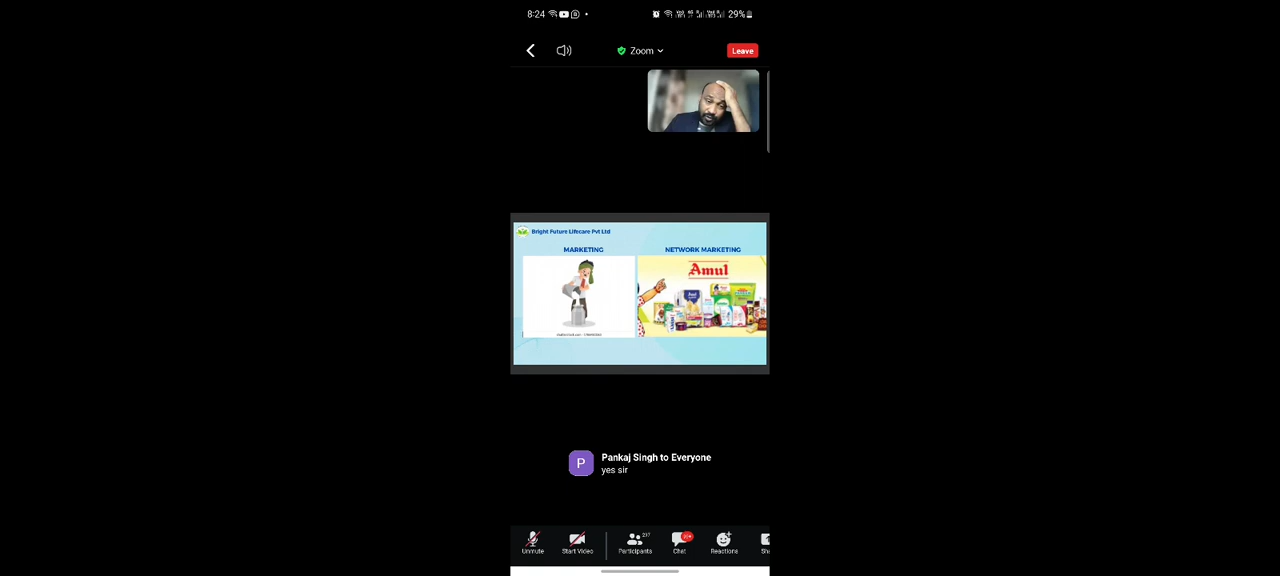 8:24
29%
Zoom
Leave
Bright Future Lifecare Pvt Ltd
MARKETING
NETWORK MARKETING
Amul
P
Pankaj Singh to Everyone
yes sir
237
Unmute
Start Video
Participants
Chat
Reactions